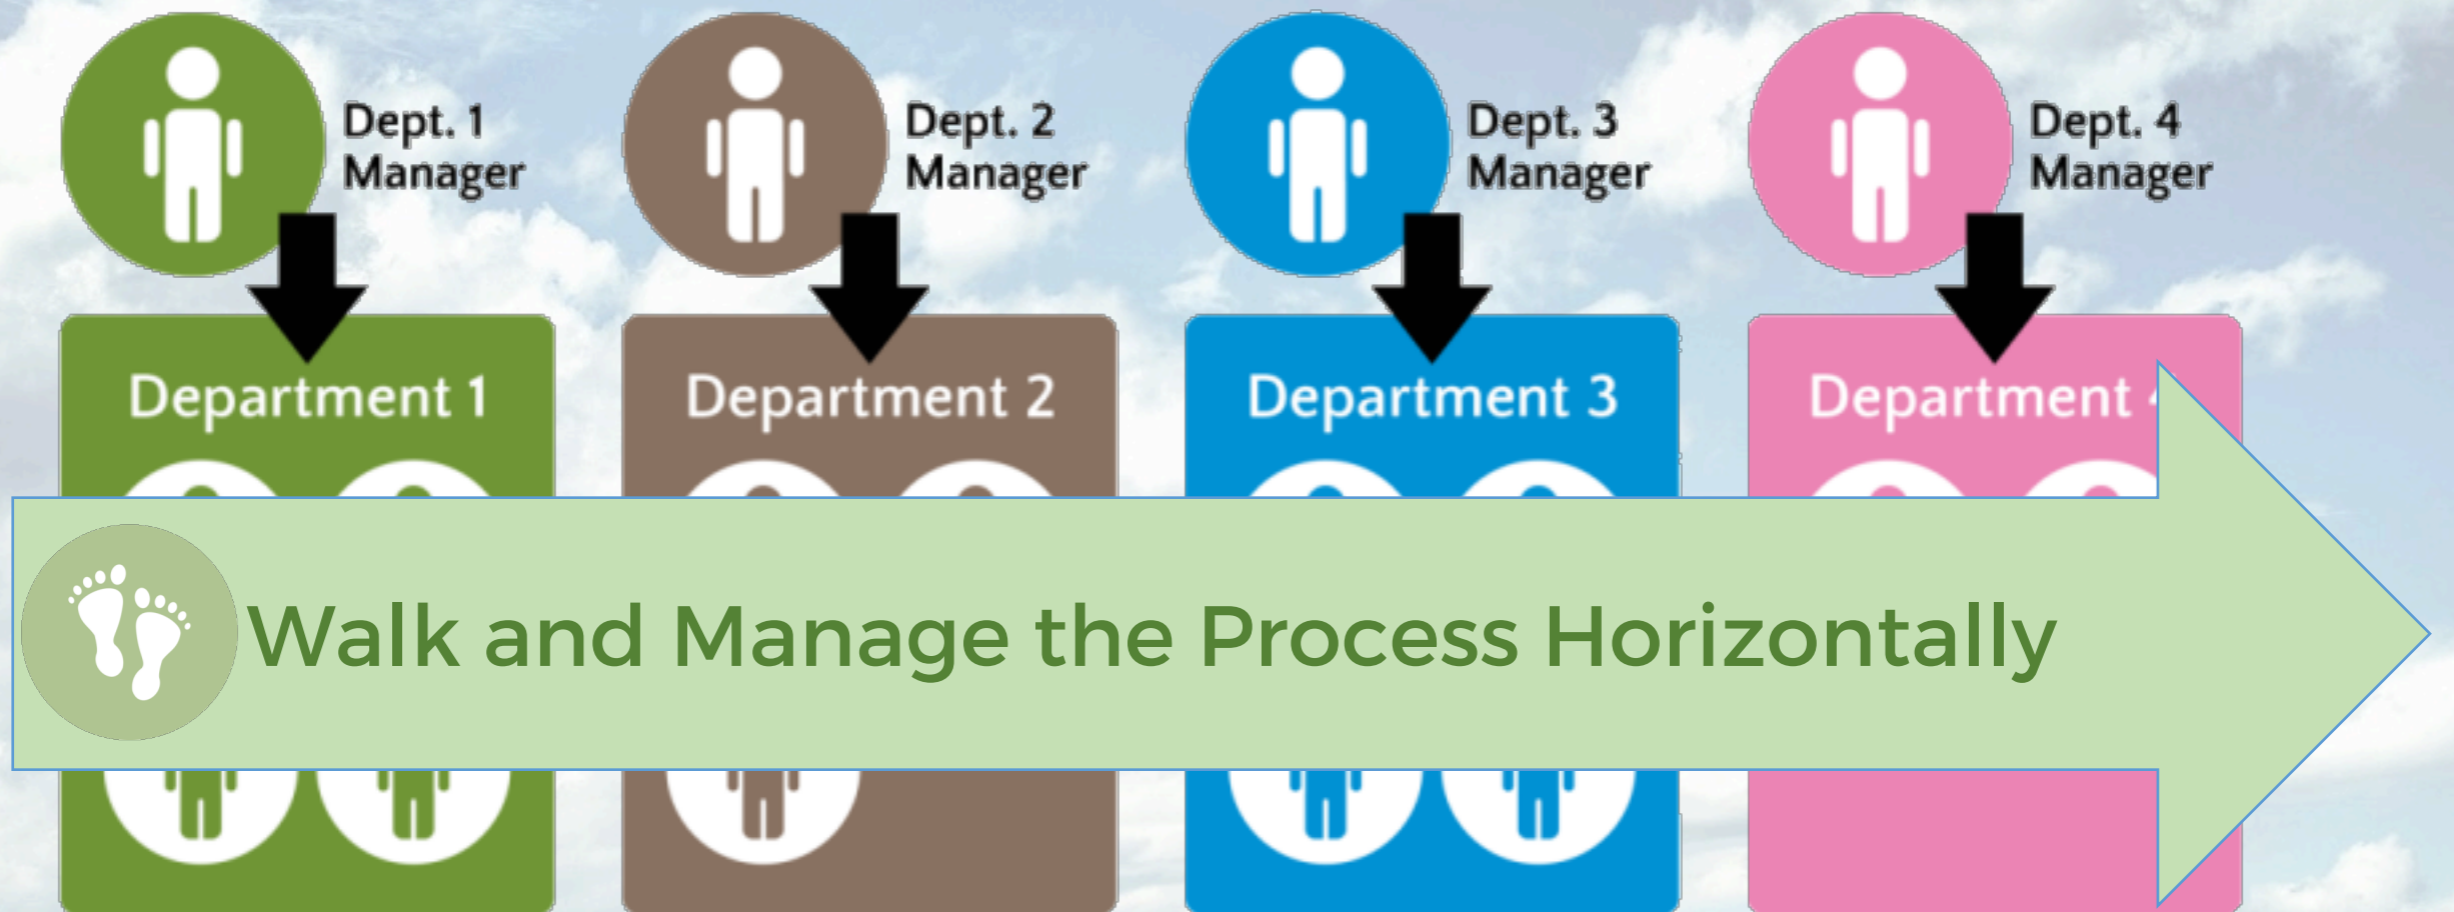 Dept. 1
Manager
Dept. 2
Manager
Dept. 3
Manager
Dept. 4
Manager
Department 1
Department 2
Department 3
Department
Walk and Manage the Process Horizontally